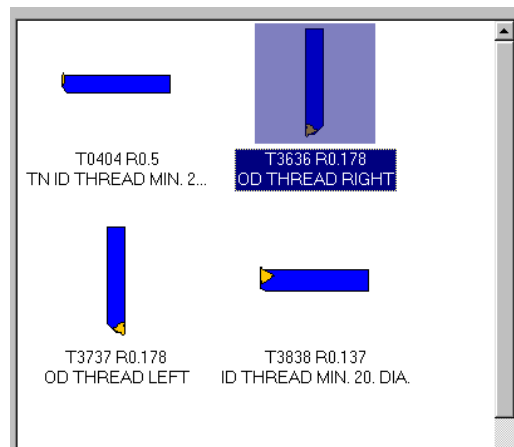 T0404 R0.5
TN ID THREAD MIN. 2...
T3636 R0.178
OD THREAD RIGHT
T3737 R0.178
OD THREAD LEFT
T3838 R0.137
ID THREAD MIN. 20. DIA.